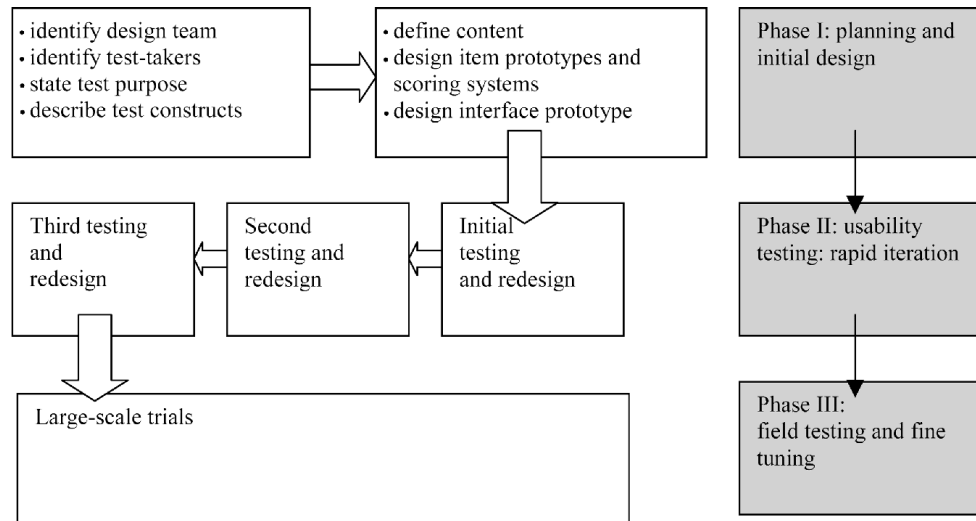 • identify design team
• identify test-takers
• state test purpose
• describe test constructs
• define content
• design item prototypes and
scoring systems
• design interface prototype
Phase I: planning and
initial design
Third testing
and
redesign
Second
testing and
redesign
Initial
testing
and redesign
Phase II: usability
testing: rapid iteration
Large-scale trials
Phase III:
field testing and fine
tuning